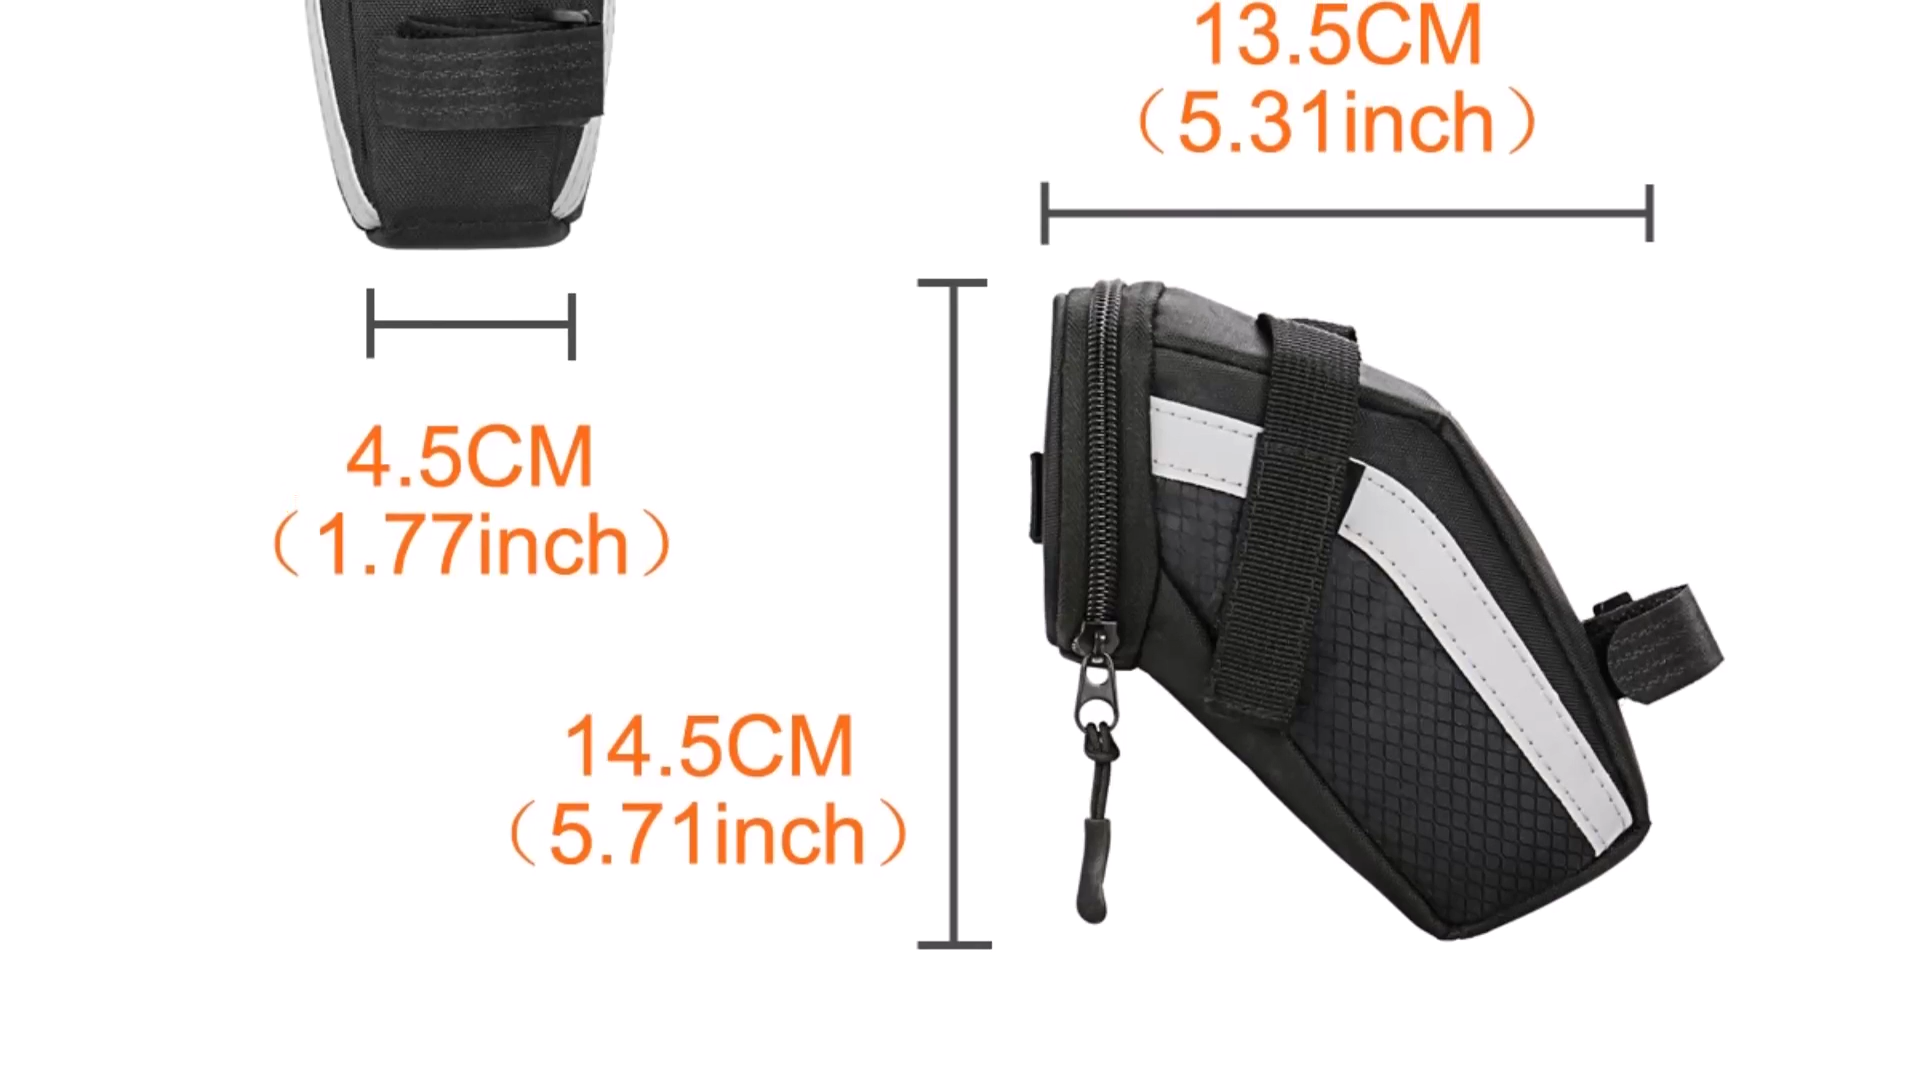 13.5CM
（5.31inch）
4.5CM
（1.77inch）
14.5CM
（5.71inch）